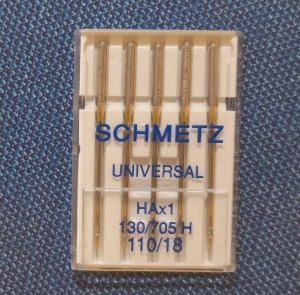 SCHMETZ
UNIVERSAL
HAx1
130/705 H
110/18